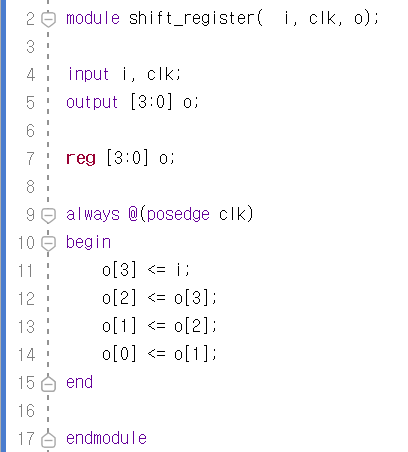 2 module shift_register(  i, clk, o);
3
4 input i, clk;
5 output [3:0] o;
6
7 reg [3:0] o;
8
9 always @(posedge clk)
10 begin
11     o[3] <= i;
12     o[2] <= o[3];
13     o[1] <= o[2];
14     o[0] <= o[1];
15 end
16
17 endmodule